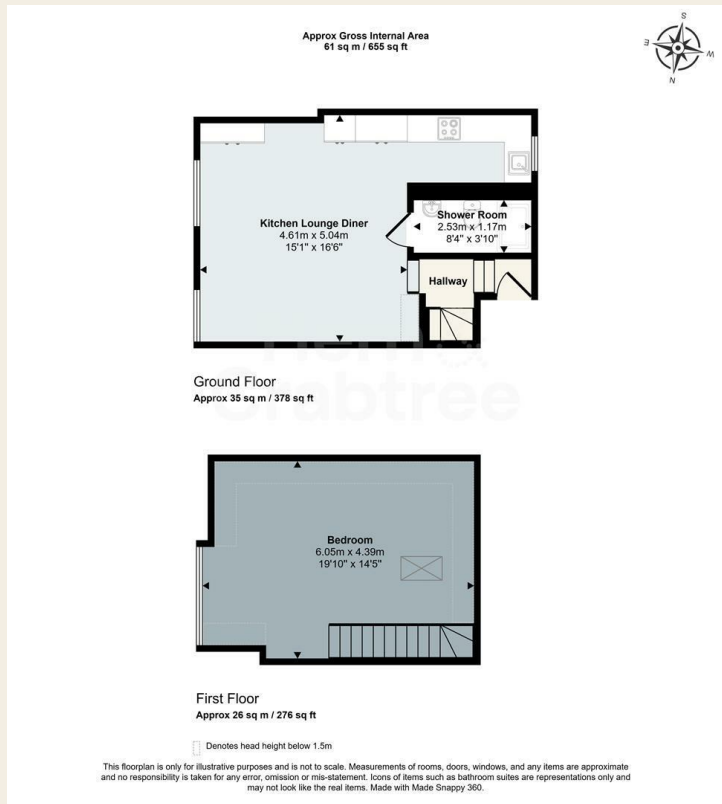 Approx Gross Internal Area
61 sq m / 655 sq ft
S
E
W
N
Kitchen Lounge Diner
4.61m x 5.04m
15'1" x 16'6"
Shower Room
2.53m x 1.17m
8'4" x 3'10"
Hallway
Crabtree
Ground Floor
Approx 35 sq m / 378 sq ft
Bedroom
6.05m x 4.39m
19'10" x 14'5"
First Floor
Approx 26 sq m / 276 sq ft
Denotes head height below 1.5m
This floorplan is only for illustrative purposes and is not to scale. Measurements of rooms, doors, windows, and any items are approximate
and no responsibility is taken for any error, omission or mis-statement. Icons of items such as bathroom suites are representations only and
may not look like the real items. Made with Made Snappy 360.